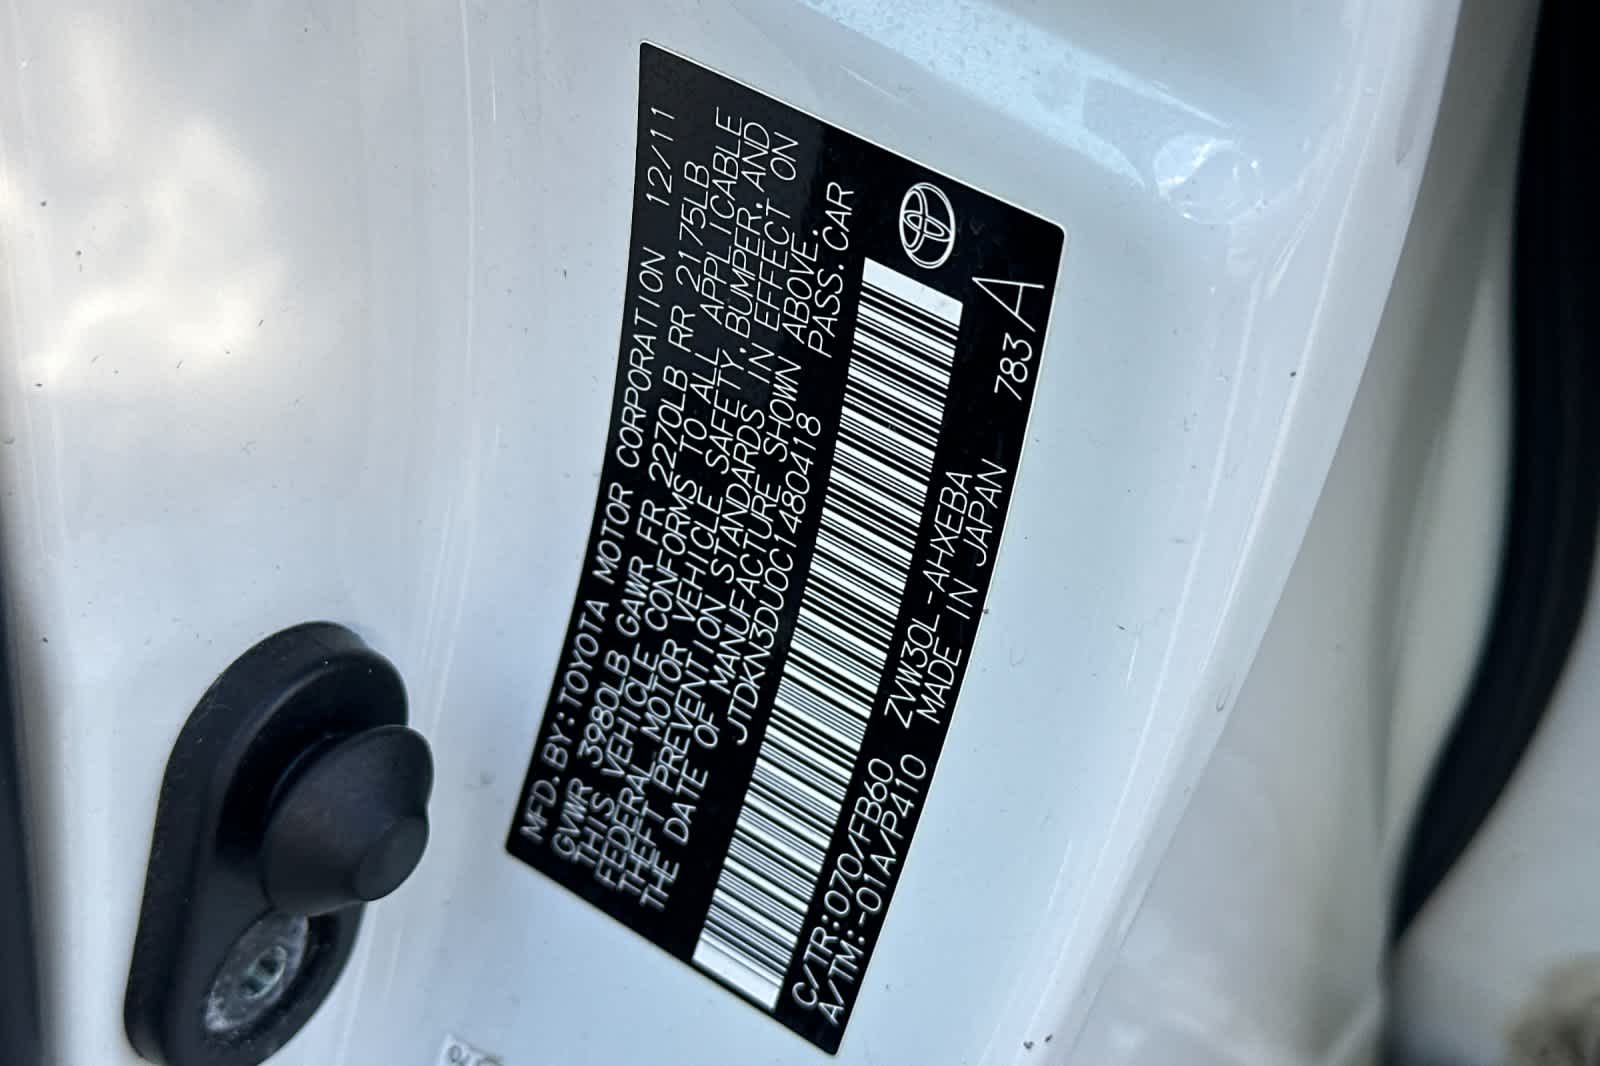 MFD.BY:TOYOTA MOTOR CORPORATION 12/11
GVWR 3980LB GAWR FR 2270LB RR 2175LB
THIS VEHICLE CONFORMS TO ALL APPLICABLE
FEDERAL MOTOR VEHICLE SAFETY,BUMPER,AND
THEFT PREVENTION STANDARDS IN EFFECT ON
THE DATE OF MANUFACTURE SHOWN ABOVE.
JTDKN3DU0C1480418 PASS.CAR
C/TR:070/FB60 ZVW30L-AHXEBA
A/TM:-01A/P410 MADE IN JAPAN 783 A
70